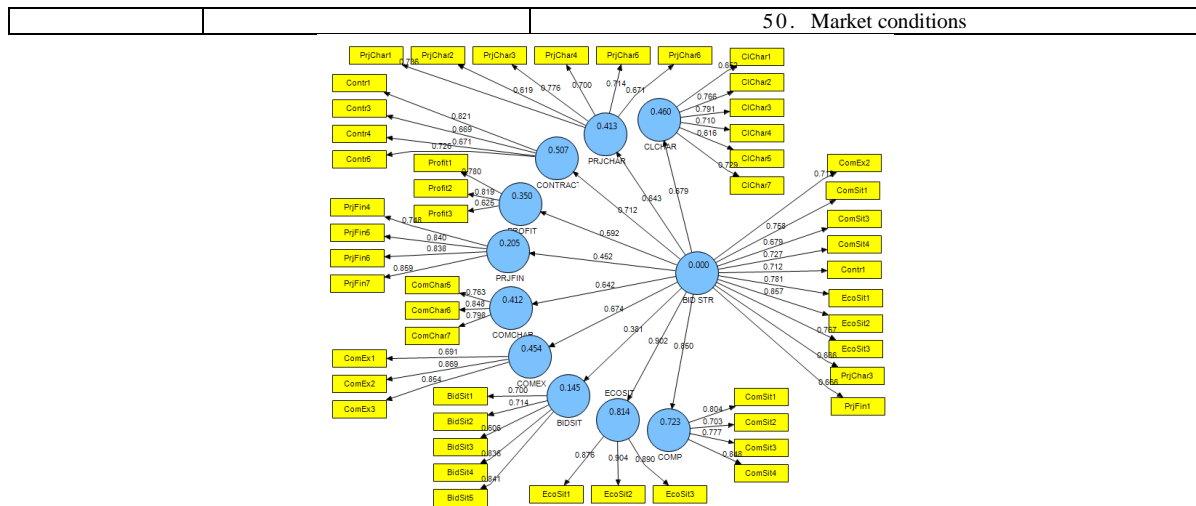 50. Market conditions
PrjChar1 PrjChar2 PrjChar3 PrjChar4 PrjChar5 PrjChar6 ClChar1
0.786 0.619 0.776 0.700 0.714 0.671
Contr1
Contr3
Contr4
Contr6
0.821
0.669
0.671
0.726
0.507
CONTRACT
0.413
PRJCHAR
0.460
CLCHAR
ClChar2
ClChar3
ClChar4
ClChar5
ClChar7
0.766
0.791
0.710
0.616
0.729
Profit1
Profit2
Profit3
0.780
0.819
0.625
0.350
PROFIT
PrjFin4
PrjFin5
PrjFin6
PrjFin7
0.748
0.840
0.838
0.859
0.205
PRJFIN
ComChar5
ComChar6
ComChar7
0.763
0.848
0.798
0.412
COMCHAR
ComEx1
ComEx2
ComEx3
0.691
0.869
0.854
0.454
COMEX
BidSit1
BidSit2
BidSit3
BidSit4
BidSit5
0.700
0.714
0.606
0.836
0.841
0.145
BIDSIT
ECOSIT
0.814
0.876
0.904
0.890
EcoSit1 EcoSit2 EcoSit3
0.723
COMP
0.804
0.703
0.777
0.848
ComSit1
ComSit2
ComSit3
ComSit4
0.679
0.643
0.712
0.592
0.452
0.642
0.674
0.381
0.902
0.850
0.000
BID STR
0.758
0.679
0.727
0.712
0.781
0.857
0.767
0.686
0.666
ComEx2
ComSit1
ComSit3
ComSit4
Contr1
EcoSit1
EcoSit2
EcoSit3
PrjChar3
PrjFin1